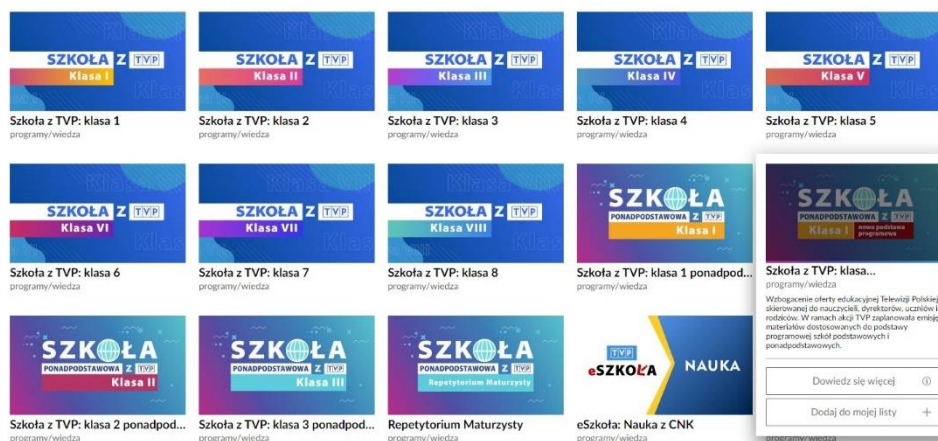 SZKOŁA Z TVP
Klasa I
Szkoła z TVP: klasa 1
programy/wiedza
SZKOŁA Z TVP
Klasa II
Szkoła z TVP: klasa 2
programy/wiedza
SZKOŁA Z TVP
Klasa III
Szkoła z TVP: klasa 3
programy/wiedza
SZKOŁA Z TVP
Klasa IV
Szkoła z TVP: klasa 4
programy/wiedza
SZKOŁA Z TVP
Klasa V
Szkoła z TVP: klasa 5
programy/wiedza
SZKOŁA Z TVP
Klasa VI
Szkoła z TVP: klasa 6
programy/wiedza
SZKOŁA Z TVP
Klasa VII
Szkoła z TVP: klasa 7
programy/wiedza
SZKOŁA Z TVP
Klasa VIII
Szkoła z TVP: klasa 8
programy/wiedza
SZKOŁA
PONADPODSTAWOWA Z TVP
Klasa I
Szkoła z TVP: klasa 1 ponadpod...
programy/wiedza
SZKOŁA
PONADPODSTAWOWA Z TVP
Klasa I
nowa podstawa
programowa
Szkoła z TVP: klasa...
programy/wiedza
Wzbogacenie oferty edukacyjnej Telewizji Polskiej
skierowanej do nauczycieli, dyrektorów, uczniów i
rodziców. W ramach akcji TVP zaplanowała emisję
materiałów dostosowanych do podstawy
programowej szkół podstawowych i
ponadpodstawowych.
Dowiedz się więcej
Dodaj do mojej listy +
SZKOŁA
PONADPODSTAWOWA Z TVP
Klasa II
Szkoła z TVP: klasa 2 ponadpod...
programy/wiedza
SZKOŁA
PONADPODSTAWOWA Z TVP
Klasa III
Szkoła z TVP: klasa 3 ponadpod...
programy/wiedza
SZKOŁA
PONADPODSTAWOWA Z TVP
Repetytorium Maturzysty
Repetytorium Maturzysty
programy/wiedza
TVP
eSZKOŁA
NAUKA
eSzkoła: Nauka z CNK
programy/wiedza